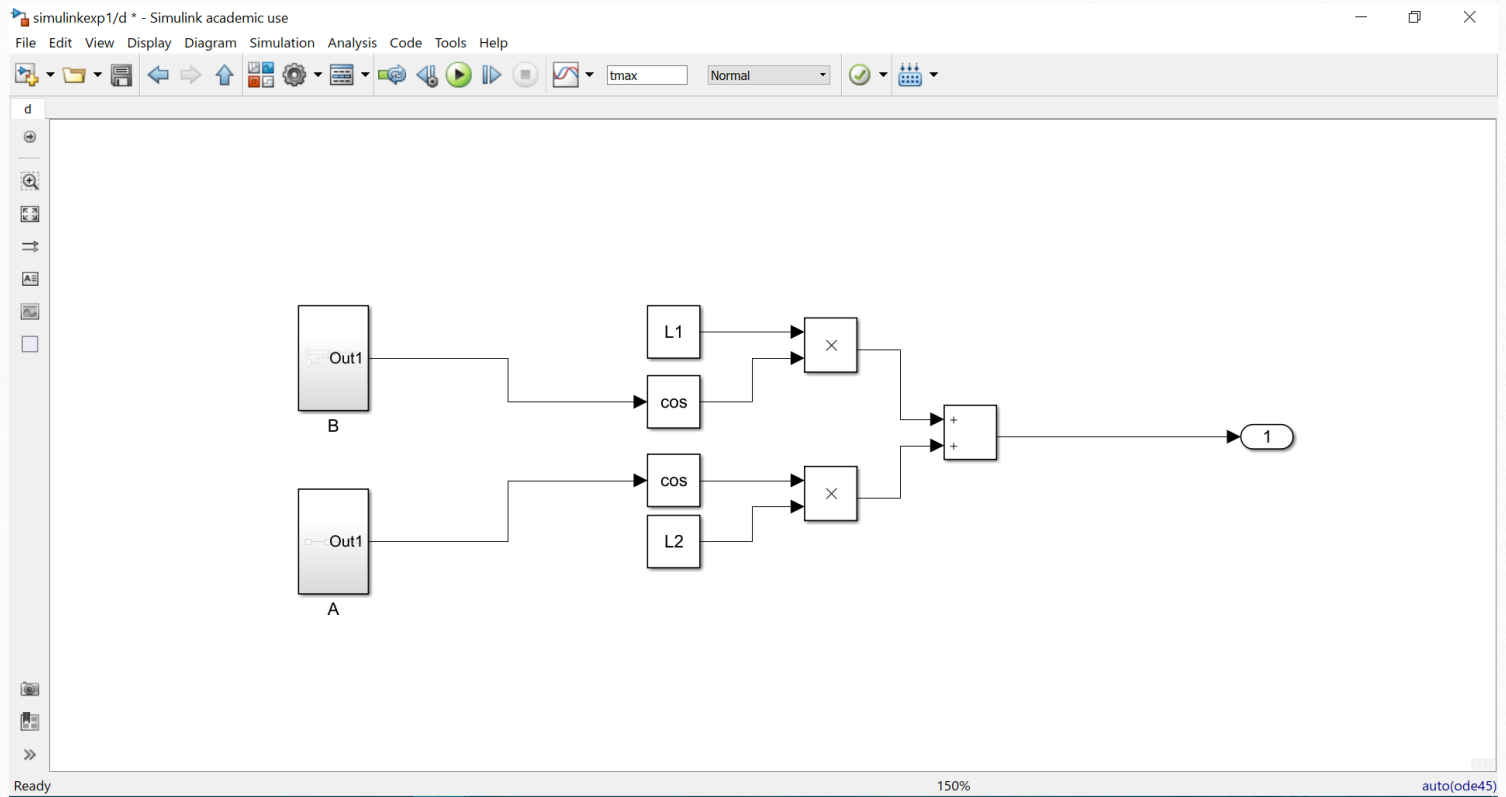 simulinkexp1/d * - Simulink academic use
File Edit View Display Diagram Simulation Analysis Code Tools Help
tmax Normal
d
Out1
B
L1
cos
×
+
+
1
cos
×
L2
Out1
A
Ready 150% auto(ode45)